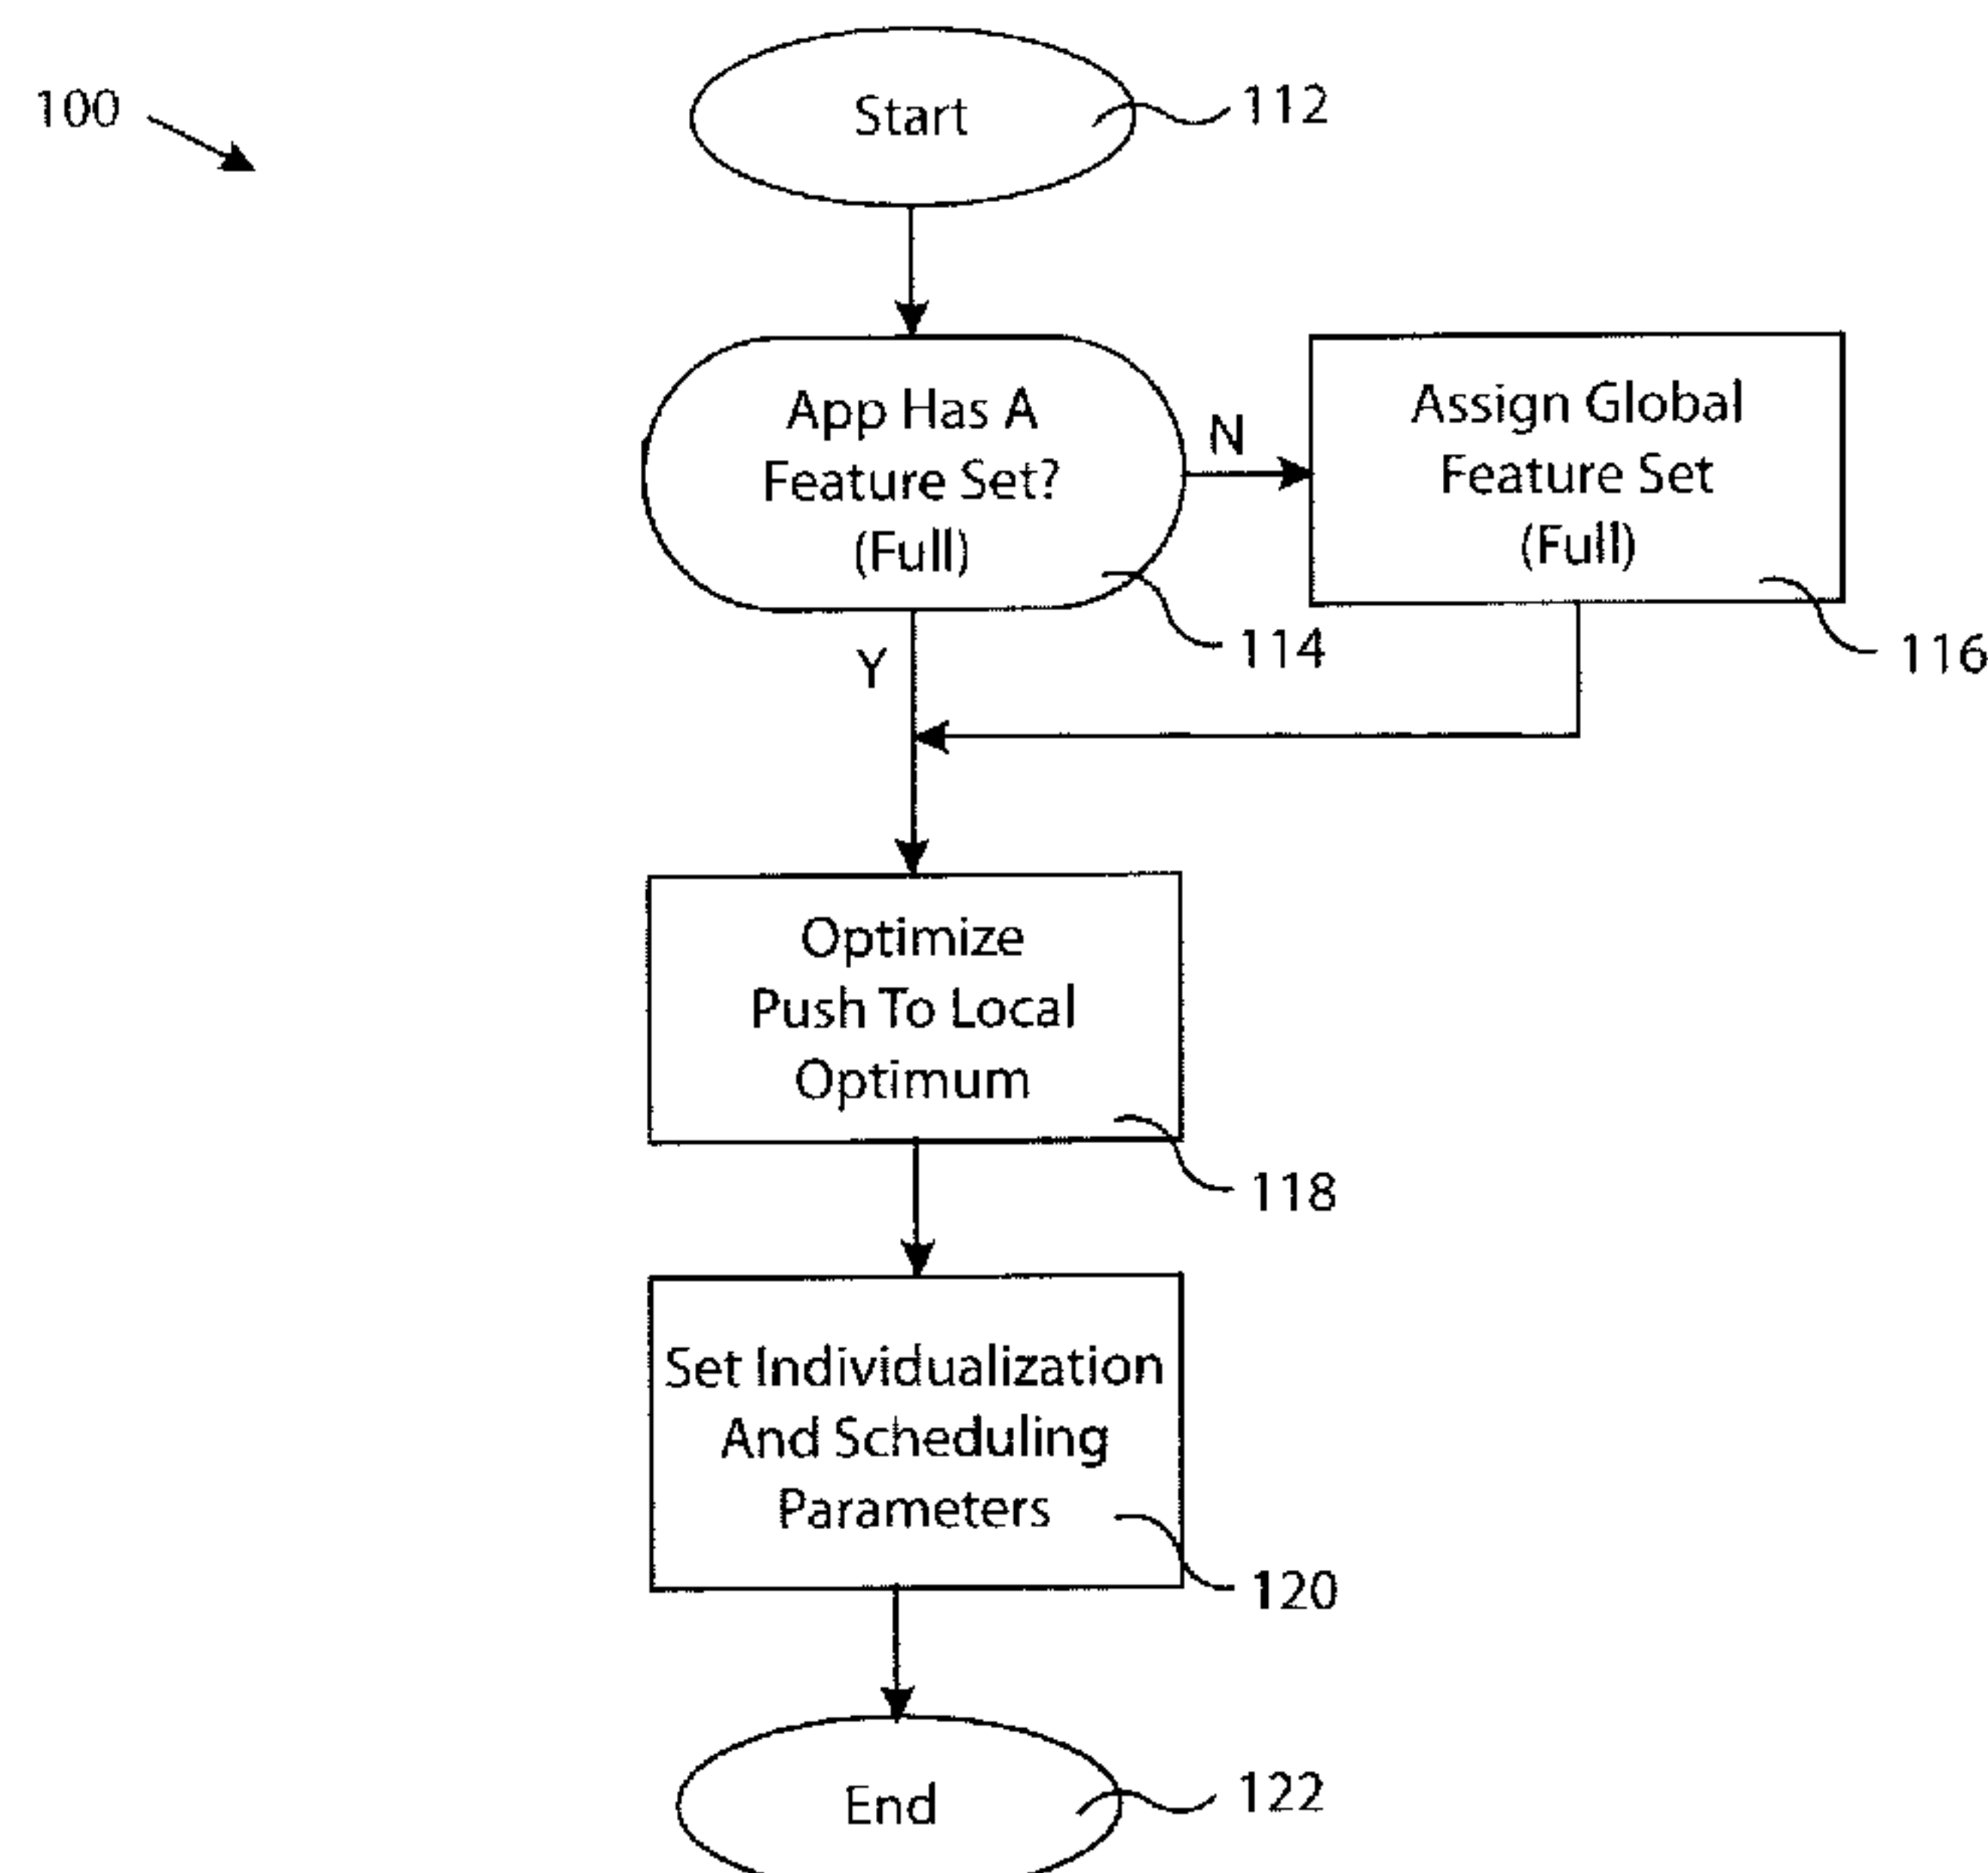 100
Start
112
App Has A
Feature Set?
(Full)
N
114
Y
Assign Global
Feature Set
(Full)
116
Optimize
Push To Local
Optimum
118
Set Individualization
And Scheduling
Parameters
120
End
122